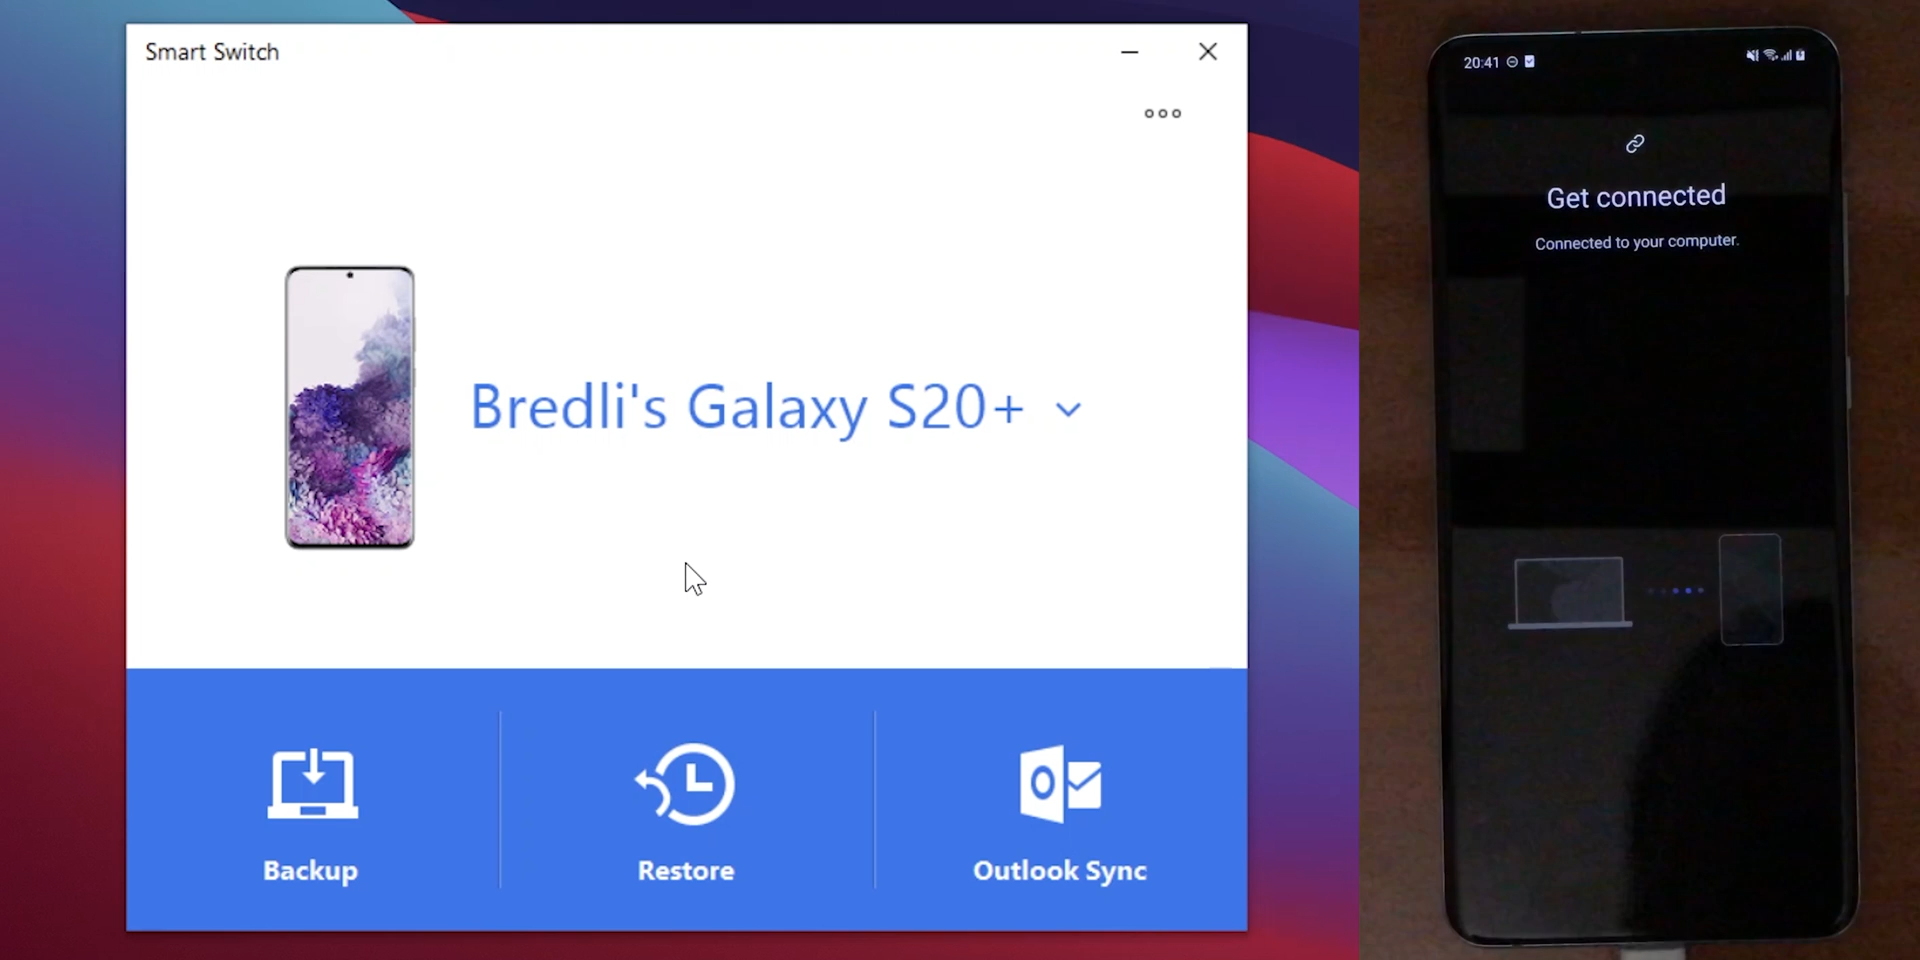 Smart Switch
Bredli's Galaxy S20+
Backup
Restore
Outlook Sync
20:41
Get connected
Connected to your computer.